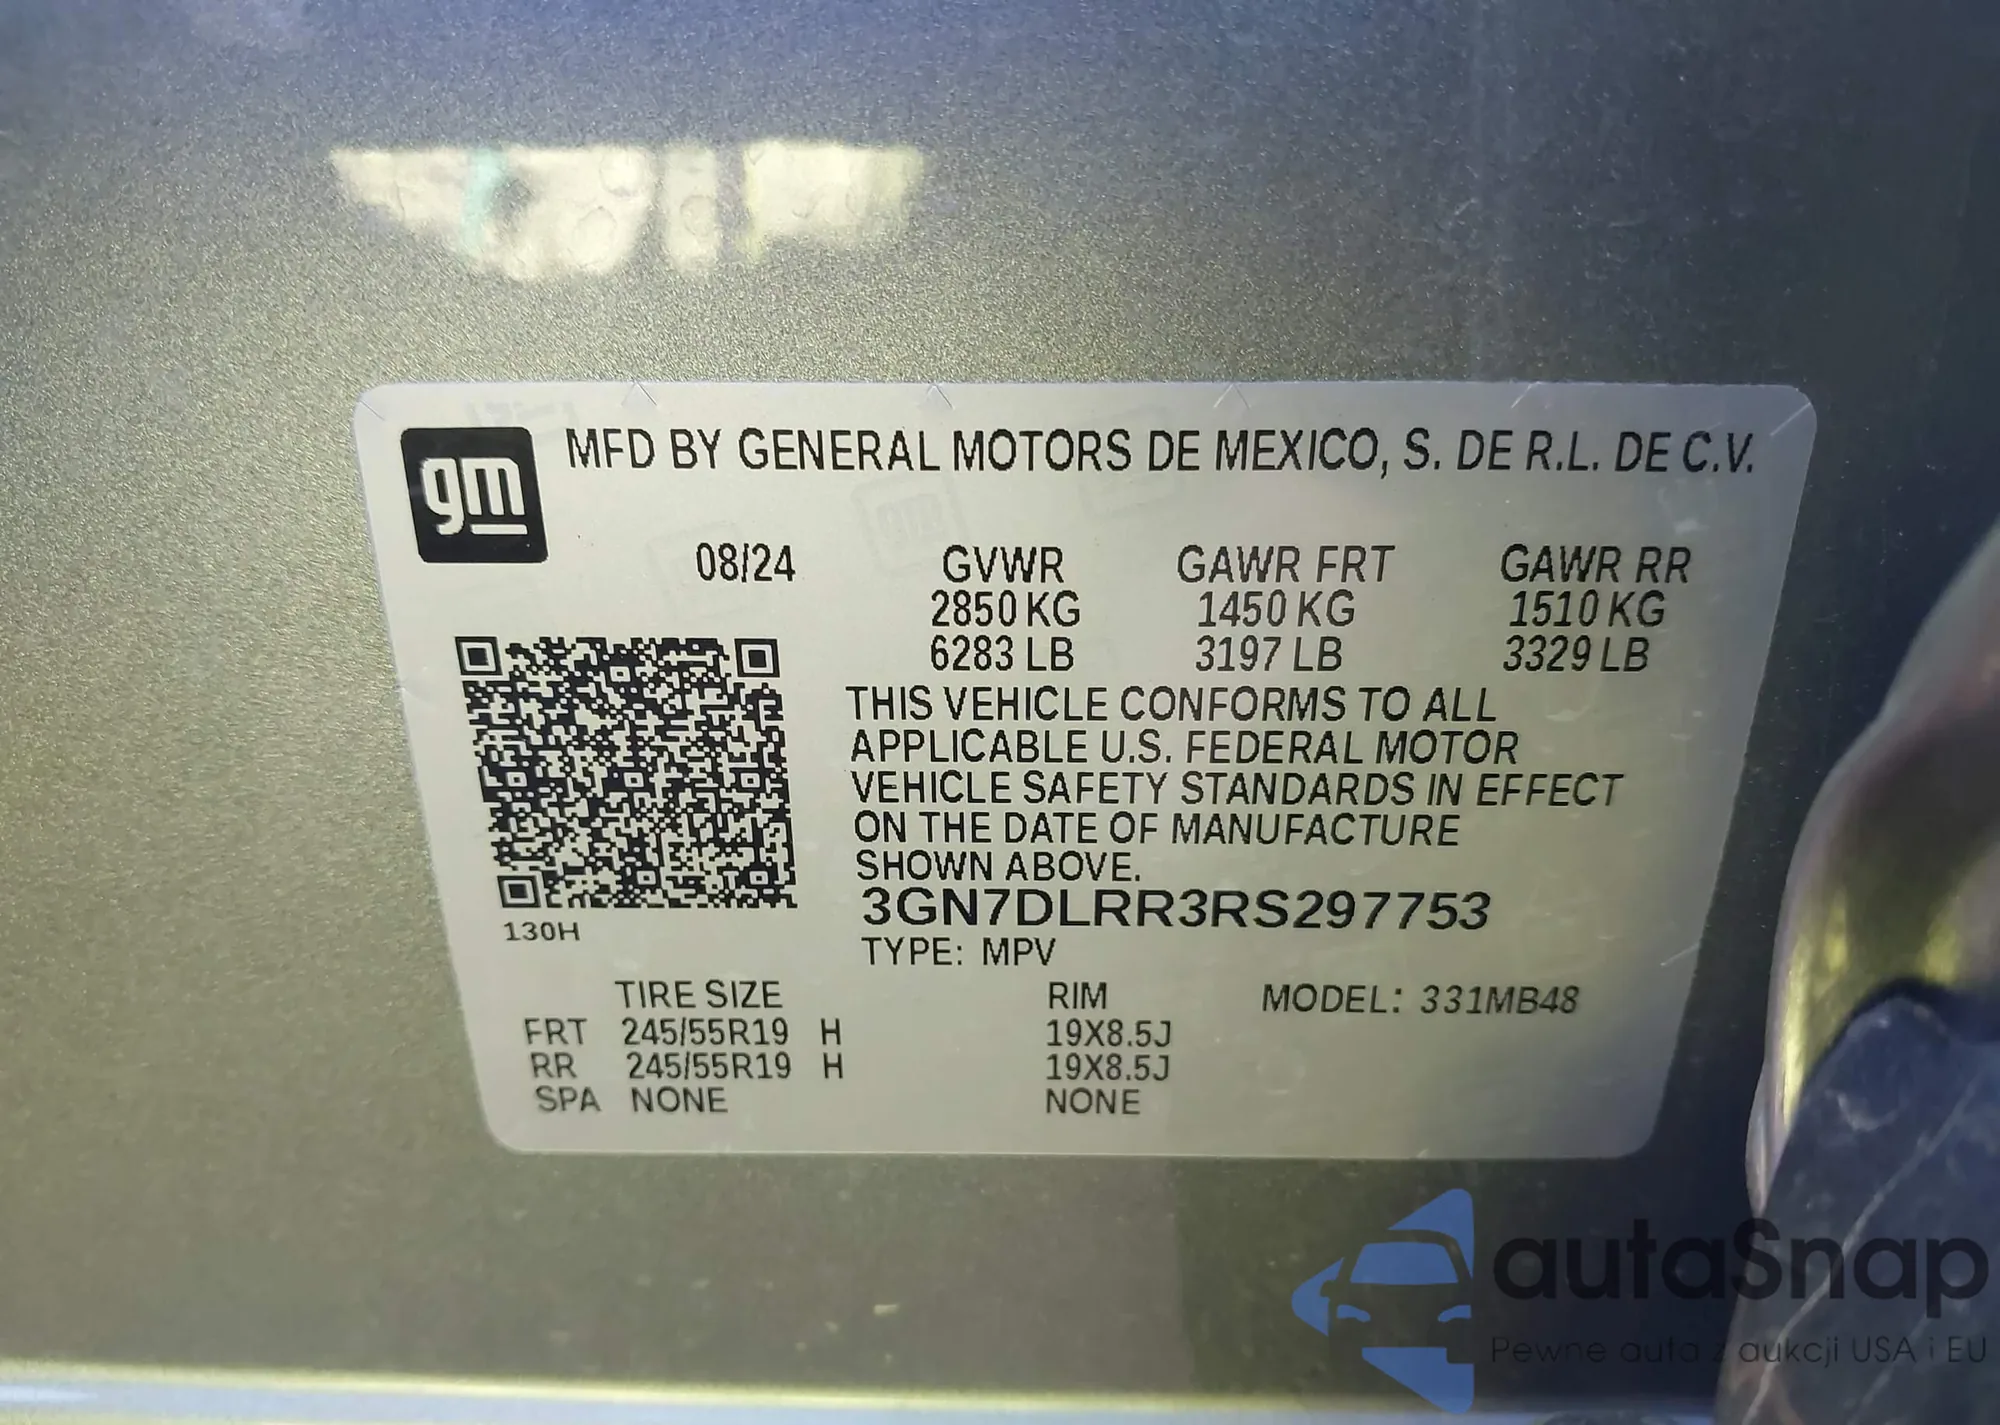 gm
MFD BY GENERAL MOTORS DE MEXICO, S. DE R.L. DE C.V.
08/24 GVWR GAWR FRT GAWR RR
2850 KG 1450 KG 1510 KG
6283 LB 3197 LB 3329 LB
THIS VEHICLE CONFORMS TO ALL
APPLICABLE U.S. FEDERAL MOTOR
VEHICLE SAFETY STANDARDS IN EFFECT
ON THE DATE OF MANUFACTURE
SHOWN ABOVE.
3GN7DLRR3RS297753
130H
TYPE: MPV
TIRE SIZE RIM MODEL: 331MB48
FRT 245/55R19 H 19X8.5J
RR 245/55R19 H 19X8.5J
SPA NONE NONE
autaSnap
Pewne auta z aukcji USA i EU